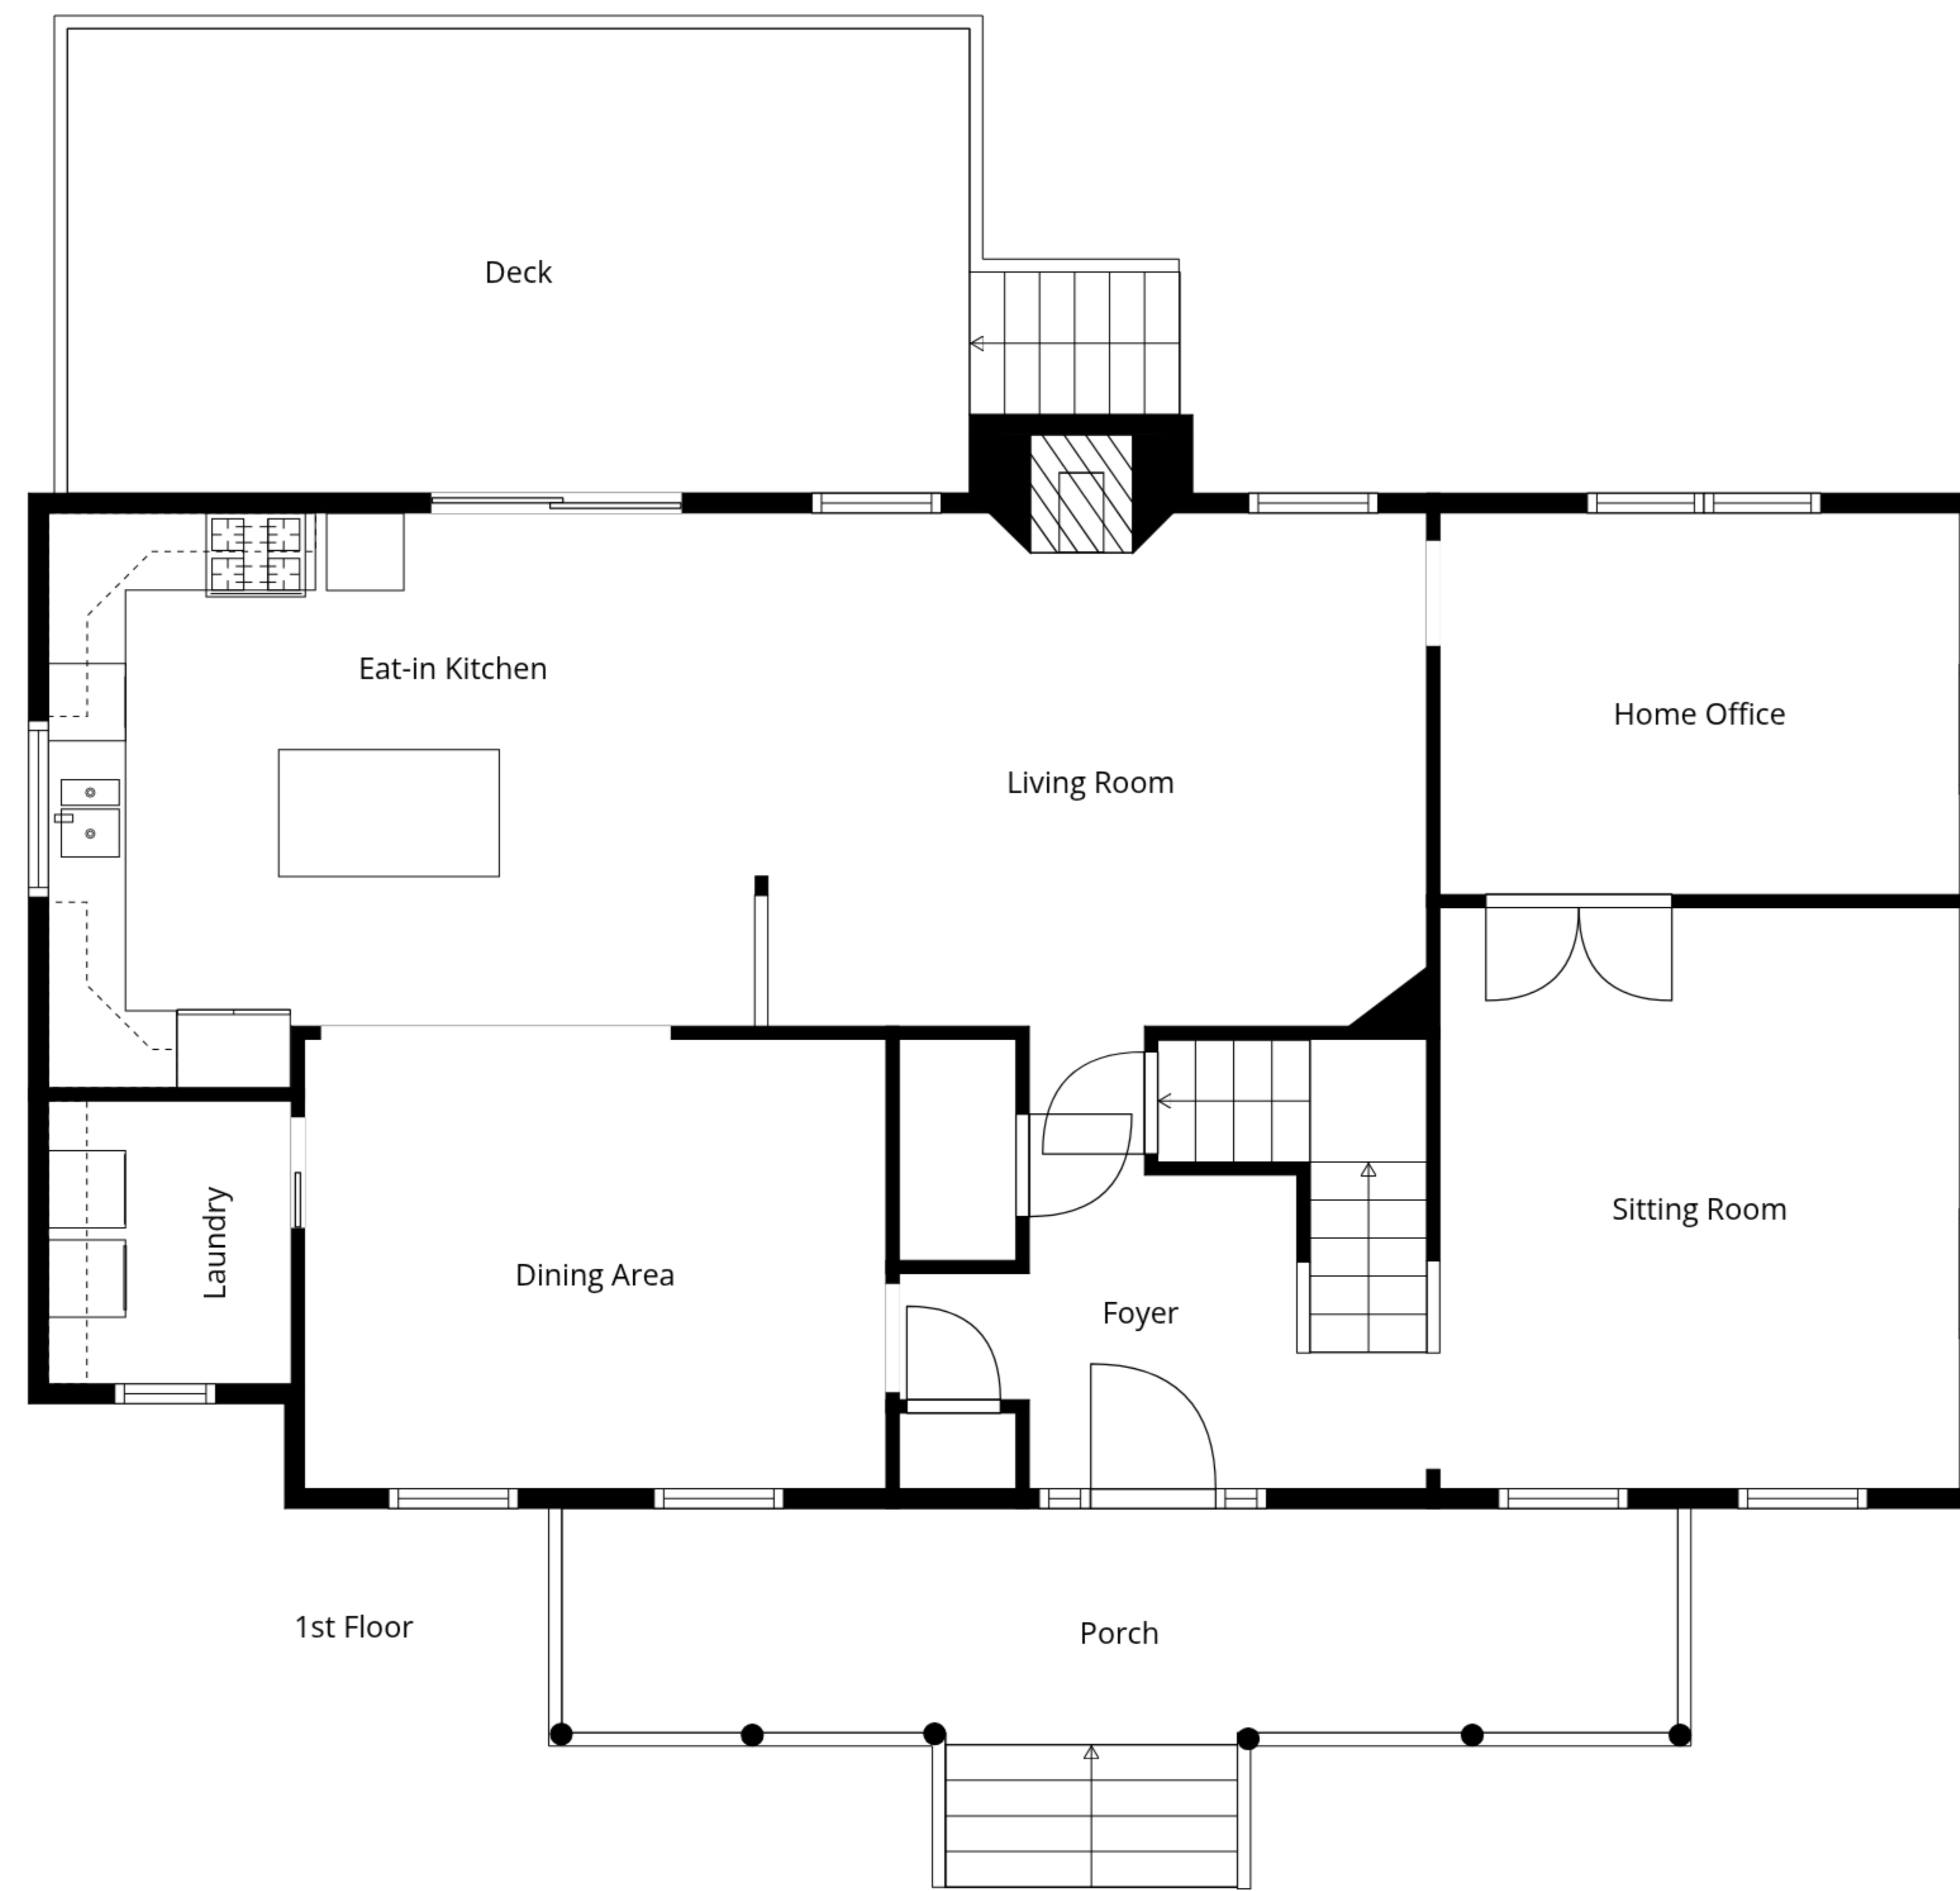 Deck
Eat-in Kitchen
Home Office
Living Room
Laundry
Sitting Room
Dining Area
Foyer
1st Floor
Porch